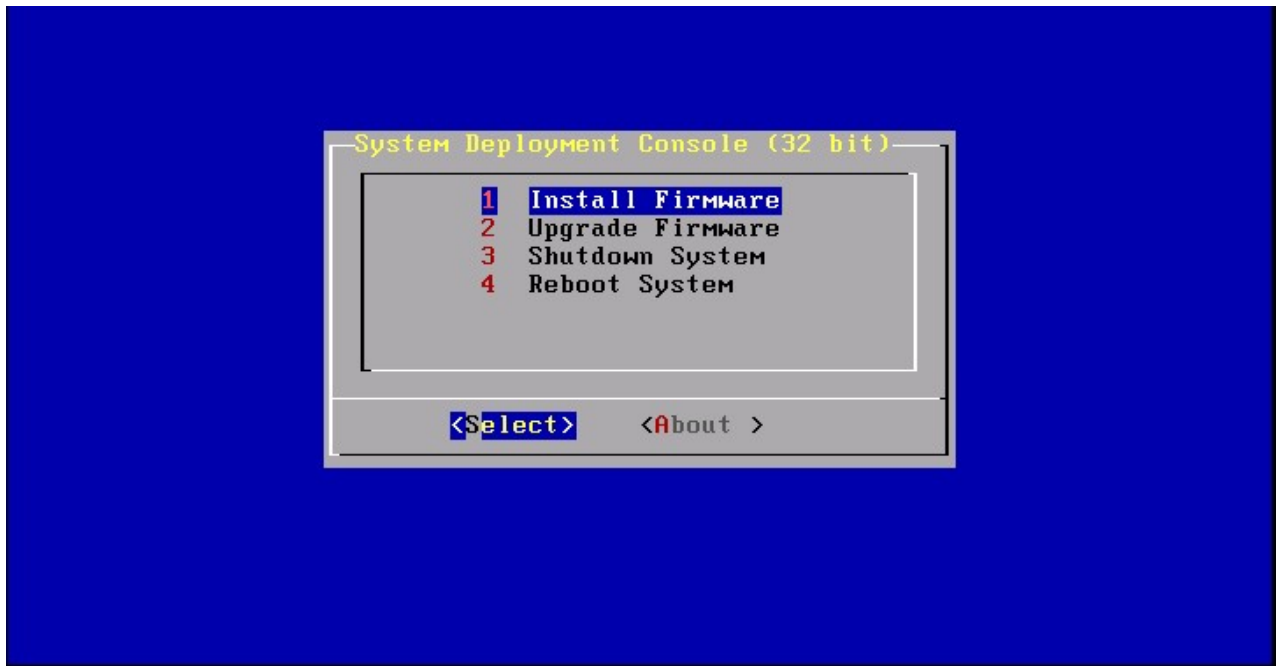 System Deployment Console (32 bit)
1 Install Firmware
2 Upgrade Firmware
3 Shutdown System
4 Reboot System
<Select> <About >